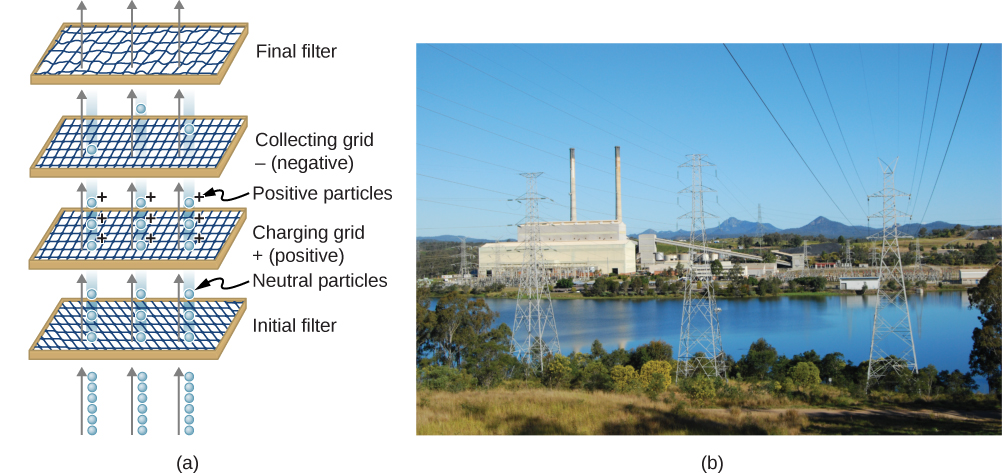 Final filter
Collecting grid
– (negative)
Positive particles
+ + +
+ + +
+ + +
Charging grid
+ (positive)
Neutral particles
Initial filter
(a)
(b)